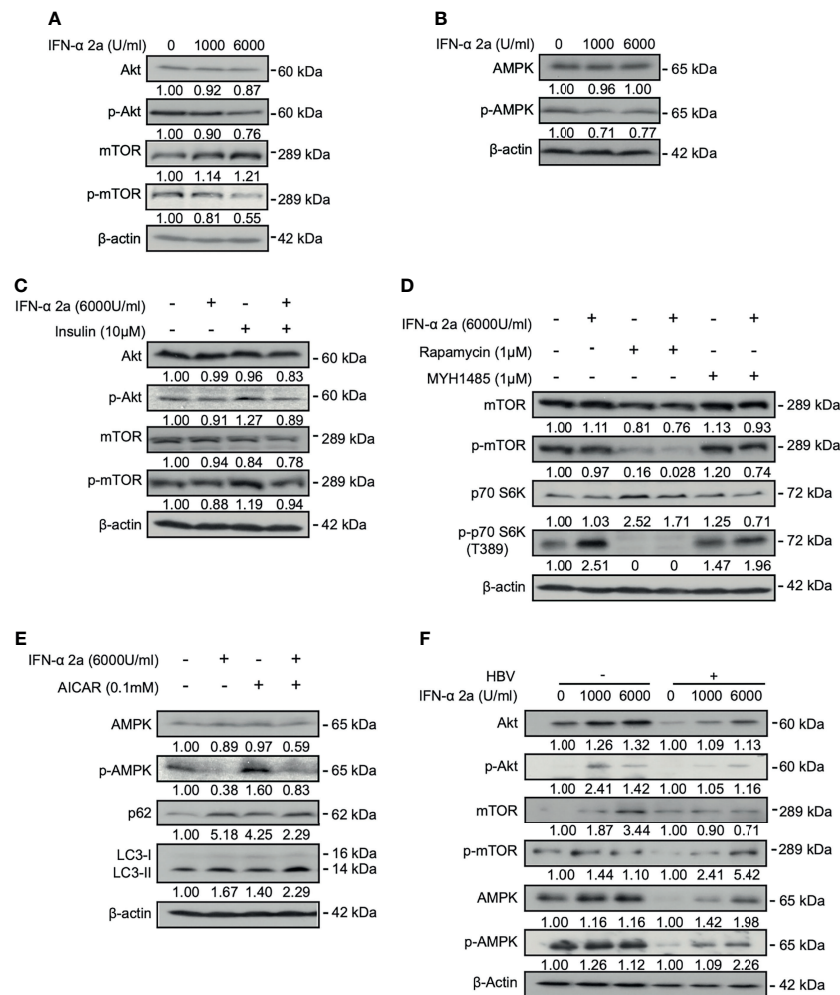 A
IFN-α 2a (U/ml) 0 1000 6000
Akt - 60 kDa
1.00 0.92 0.87
p-Akt - 60 kDa
1.00 0.90 0.76
mTOR - 289 kDa
1.00 1.14 1.21
p-mTOR - 289 kDa
1.00 0.81 0.55
β-actin - 42 kDa
B
IFN-α 2a (U/ml) 0 1000 6000
AMPK - 65 kDa
1.00 0.96 1.00
p-AMPK - 65 kDa
1.00 0.71 0.77
β-actin - 42 kDa
C
IFN-α 2a (6000U/ml) - + - +
Insulin (10μM) - - + +
Akt - 60 kDa
1.00 0.99 0.96 0.83
p-Akt - 60 kDa
1.00 0.91 1.27 0.89
mTOR - 289 kDa
1.00 0.94 0.84 0.78
p-mTOR - 289 kDa
1.00 0.88 1.19 0.94
β-actin - 42 kDa
D
IFN-α 2a (6000U/ml) - + - + - +
Rapamycin (1μM) - - + + - -
MYH1485 (1μM) - - - - + +
mTOR - 289 kDa
1.00 1.11 0.81 0.76 1.13 0.93
p-mTOR - 289 kDa
1.00 0.97 0.16 0.028 1.20 0.74
p70 S6K - 72 kDa
1.00 1.03 2.52 1.71 1.25 0.71
p-p70 S6K - 72 kDa
(T389)
1.00 2.51 0 0 1.47 1.96
β-actin - 42 kDa
E
IFN-α 2a (6000U/ml) - + - +
AICAR (0.1mM) - - + +
AMPK - 65 kDa
1.00 0.89 0.97 0.59
p-AMPK - 65 kDa
1.00 0.38 1.60 0.83
p62 - 62 kDa
1.00 5.18 4.25 2.29
LC3-I - 16 kDa
LC3-II - 14 kDa
1.00 1.67 1.40 2.29
β-actin - 42 kDa
F
HBV - +
IFN-α 2a (U/ml) 0 1000 6000 0 1000 6000
Akt - 60 kDa
1.00 1.26 1.32 1.00 1.09 1.13
p-Akt - 60 kDa
1.00 2.41 1.42 1.00 1.05 1.16
mTOR - 289 kDa
1.00 1.87 3.44 1.00 0.90 0.71
p-mTOR - 289 kDa
1.00 1.44 1.10 1.00 2.41 5.42
AMPK - 65 kDa
1.00 1.16 1.16 1.00 1.42 1.98
p-AMPK - 65 kDa
1.00 1.26 1.12 1.00 1.09 2.26
β-Actin - 42 kDa